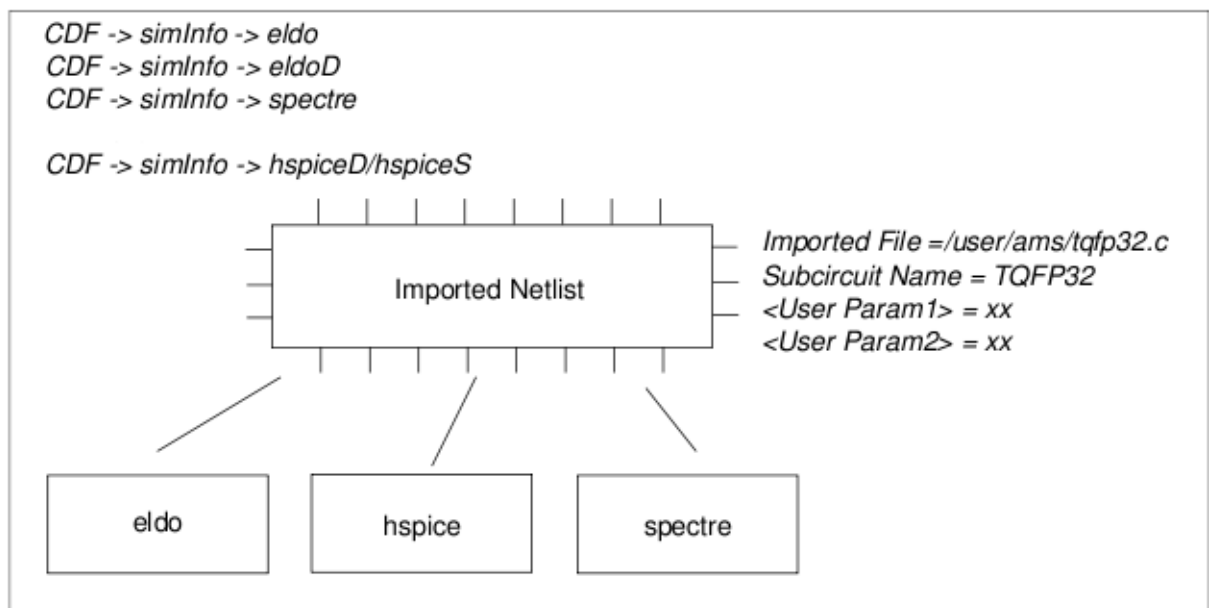 CDF -> simInfo -> eldo
CDF -> simInfo -> eldoD
CDF -> simInfo -> spectre
CDF -> simInfo -> hspiceD/hspiceS
Imported Netlist
Imported File =/user/ams/tqfp32.c
Subcircuit Name = TQFP32
<User Param1> = xx
<User Param2> = xx
eldo
hspice
spectre